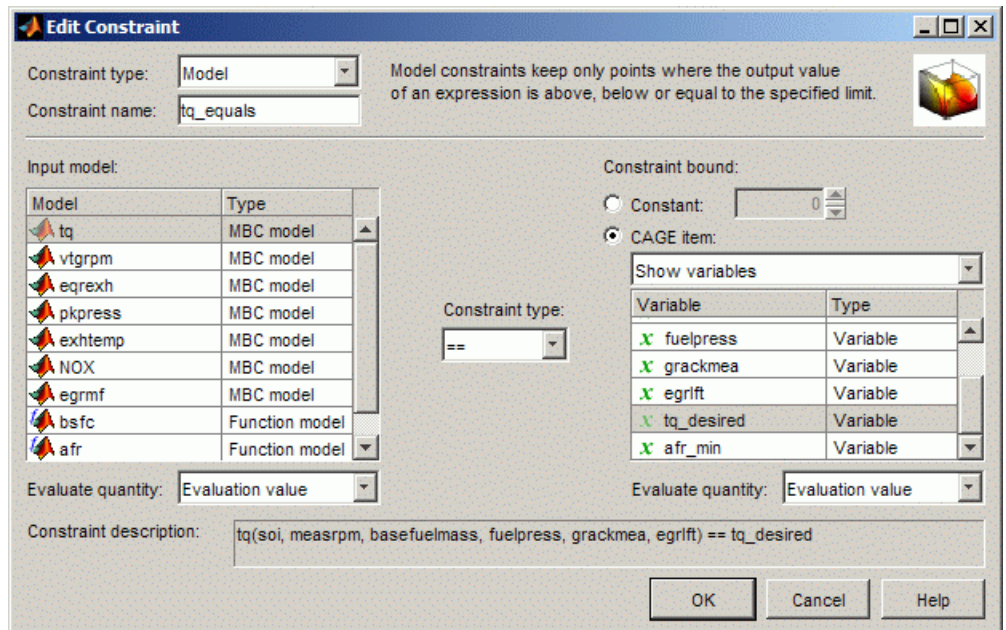 Edit Constraint
Constraint type: Model
Model constraints keep only points where the output value
of an expression is above, below or equal to the specified limit.
Constraint name: tq_equals
Input model:
Model Type
tq MBC model
vtgrpm MBC model
eqrexh MBC model
pkpress MBC model
exhtemp MBC model
NOX MBC model
egrmf MBC model
bsfc Function model
afr Function model
Evaluate quantity: Evaluation value
Constraint type:
==
Constraint bound:
Constant: 0
CAGE item:
Show variables
Variable Type
x fuelpress Variable
x grackmea Variable
x egrlft Variable
x tq_desired Variable
x afr_min Variable
Evaluate quantity: Evaluation value
Constraint description: tq(soi, measrpm, basefuelmass, fuelpress, grackmea, egrlft) == tq_desired
OK Cancel Help